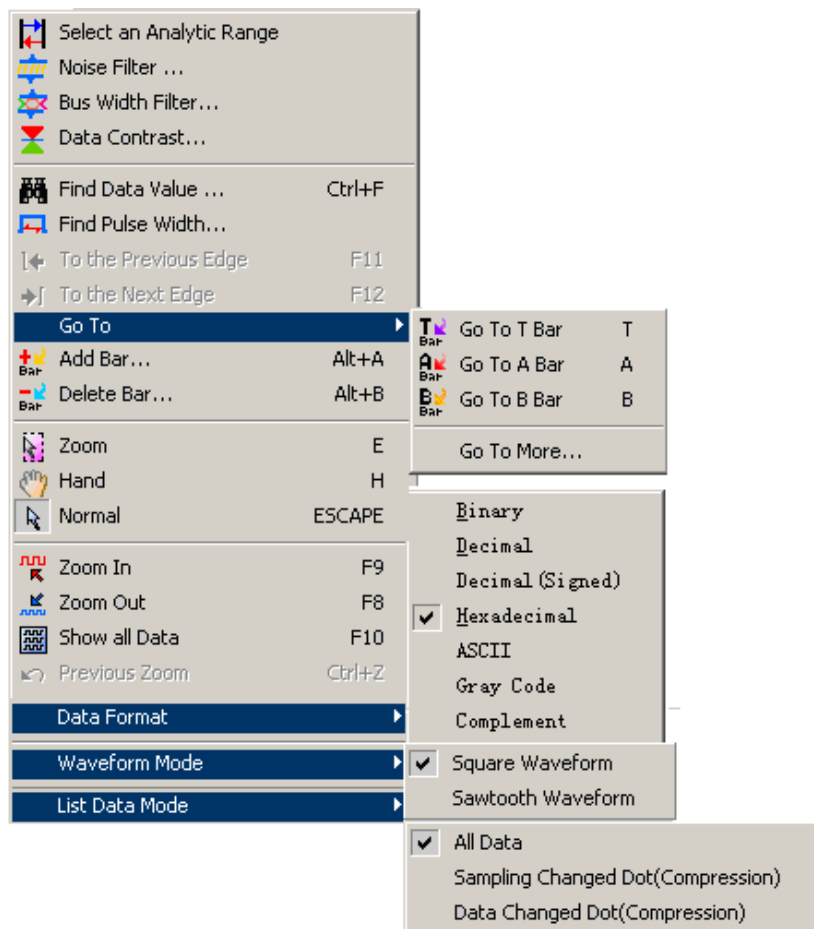 Select an Analytic Range
Noise Filter ...
Bus Width Filter...
Data Contrast...
Find Data Value ... Ctrl+F
Find Pulse Width...
To the Previous Edge F11
To the Next Edge F12
Go To
Bar Add Bar... Alt+A
Bar Delete Bar... Alt+B
Zoom E
Hand H
Normal ESCAPE
Zoom In F9
Zoom Out F8
Show all Data F10
Previous Zoom Ctrl+Z
Data Format
Waveform Mode
List Data Mode
T Bar Go To T Bar T
A Bar Go To A Bar A
B Bar Go To B Bar B
Go To More...
Binary
Decimal
Decimal(Signed)
Hexadecimal
ASCII
Gray Code
Complement
Square Waveform
Sawtooth Waveform
All Data
Sampling Changed Dot(Compression)
Data Changed Dot(Compression)